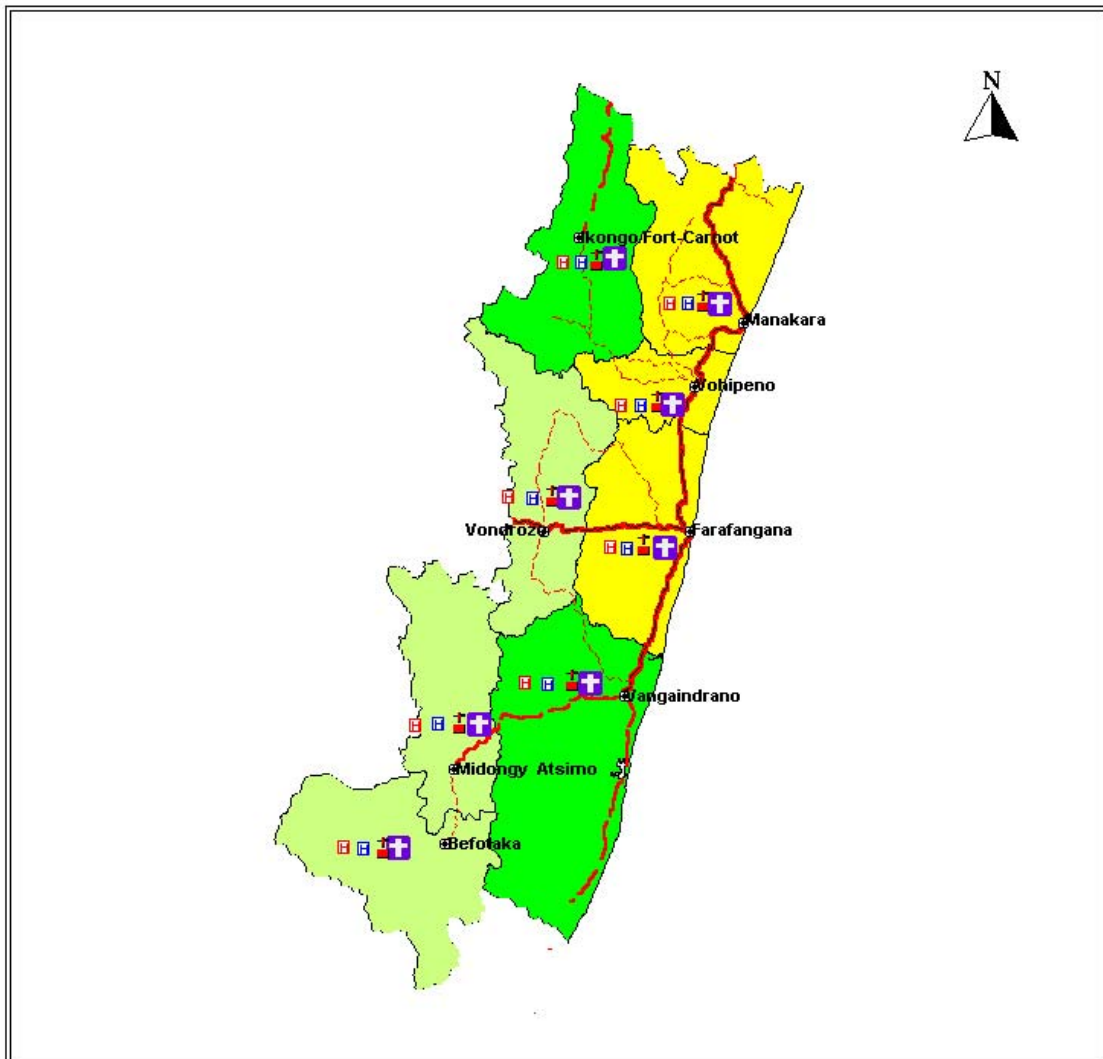 N
Ikongo/Fort-Carnot
Manakara
Vohipeno
Vondrozo
Farafangana
Vangaindrano
Midongy Atsimo
Befotaka